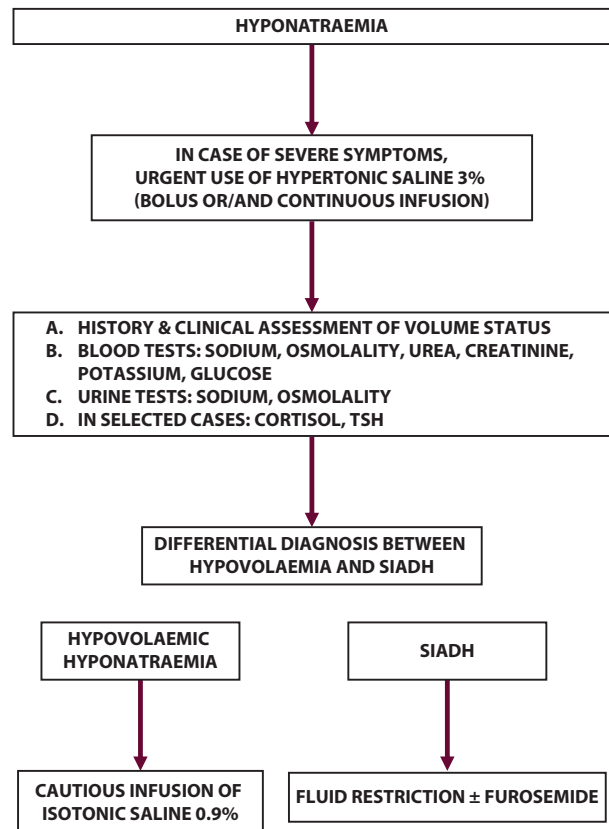 HYPONATRAEMIA
IN CASE OF SEVERE SYMPTOMS,
URGENT USE OF HYPERTONIC SALINE 3%
(BOLUS OR/AND CONTINUOUS INFUSION)
A. HISTORY & CLINICAL ASSESSMENT OF VOLUME STATUS
B. BLOOD TESTS: SODIUM, OSMOLALITY, UREA, CREATININE,
POTASSIUM, GLUCOSE
C. URINE TESTS: SODIUM, OSMOLALITY
D. IN SELECTED CASES: CORTISOL, TSH
DIFFERENTIAL DIAGNOSIS BETWEEN
HYPOVOLAEMIA AND SIADH
HYPOVOLAEMIC
HYPONATRAEMIA
SIADH
CAUTIOUS INFUSION OF
ISOTONIC SALINE 0.9%
FLUID RESTRICTION ± FUROSEMIDE